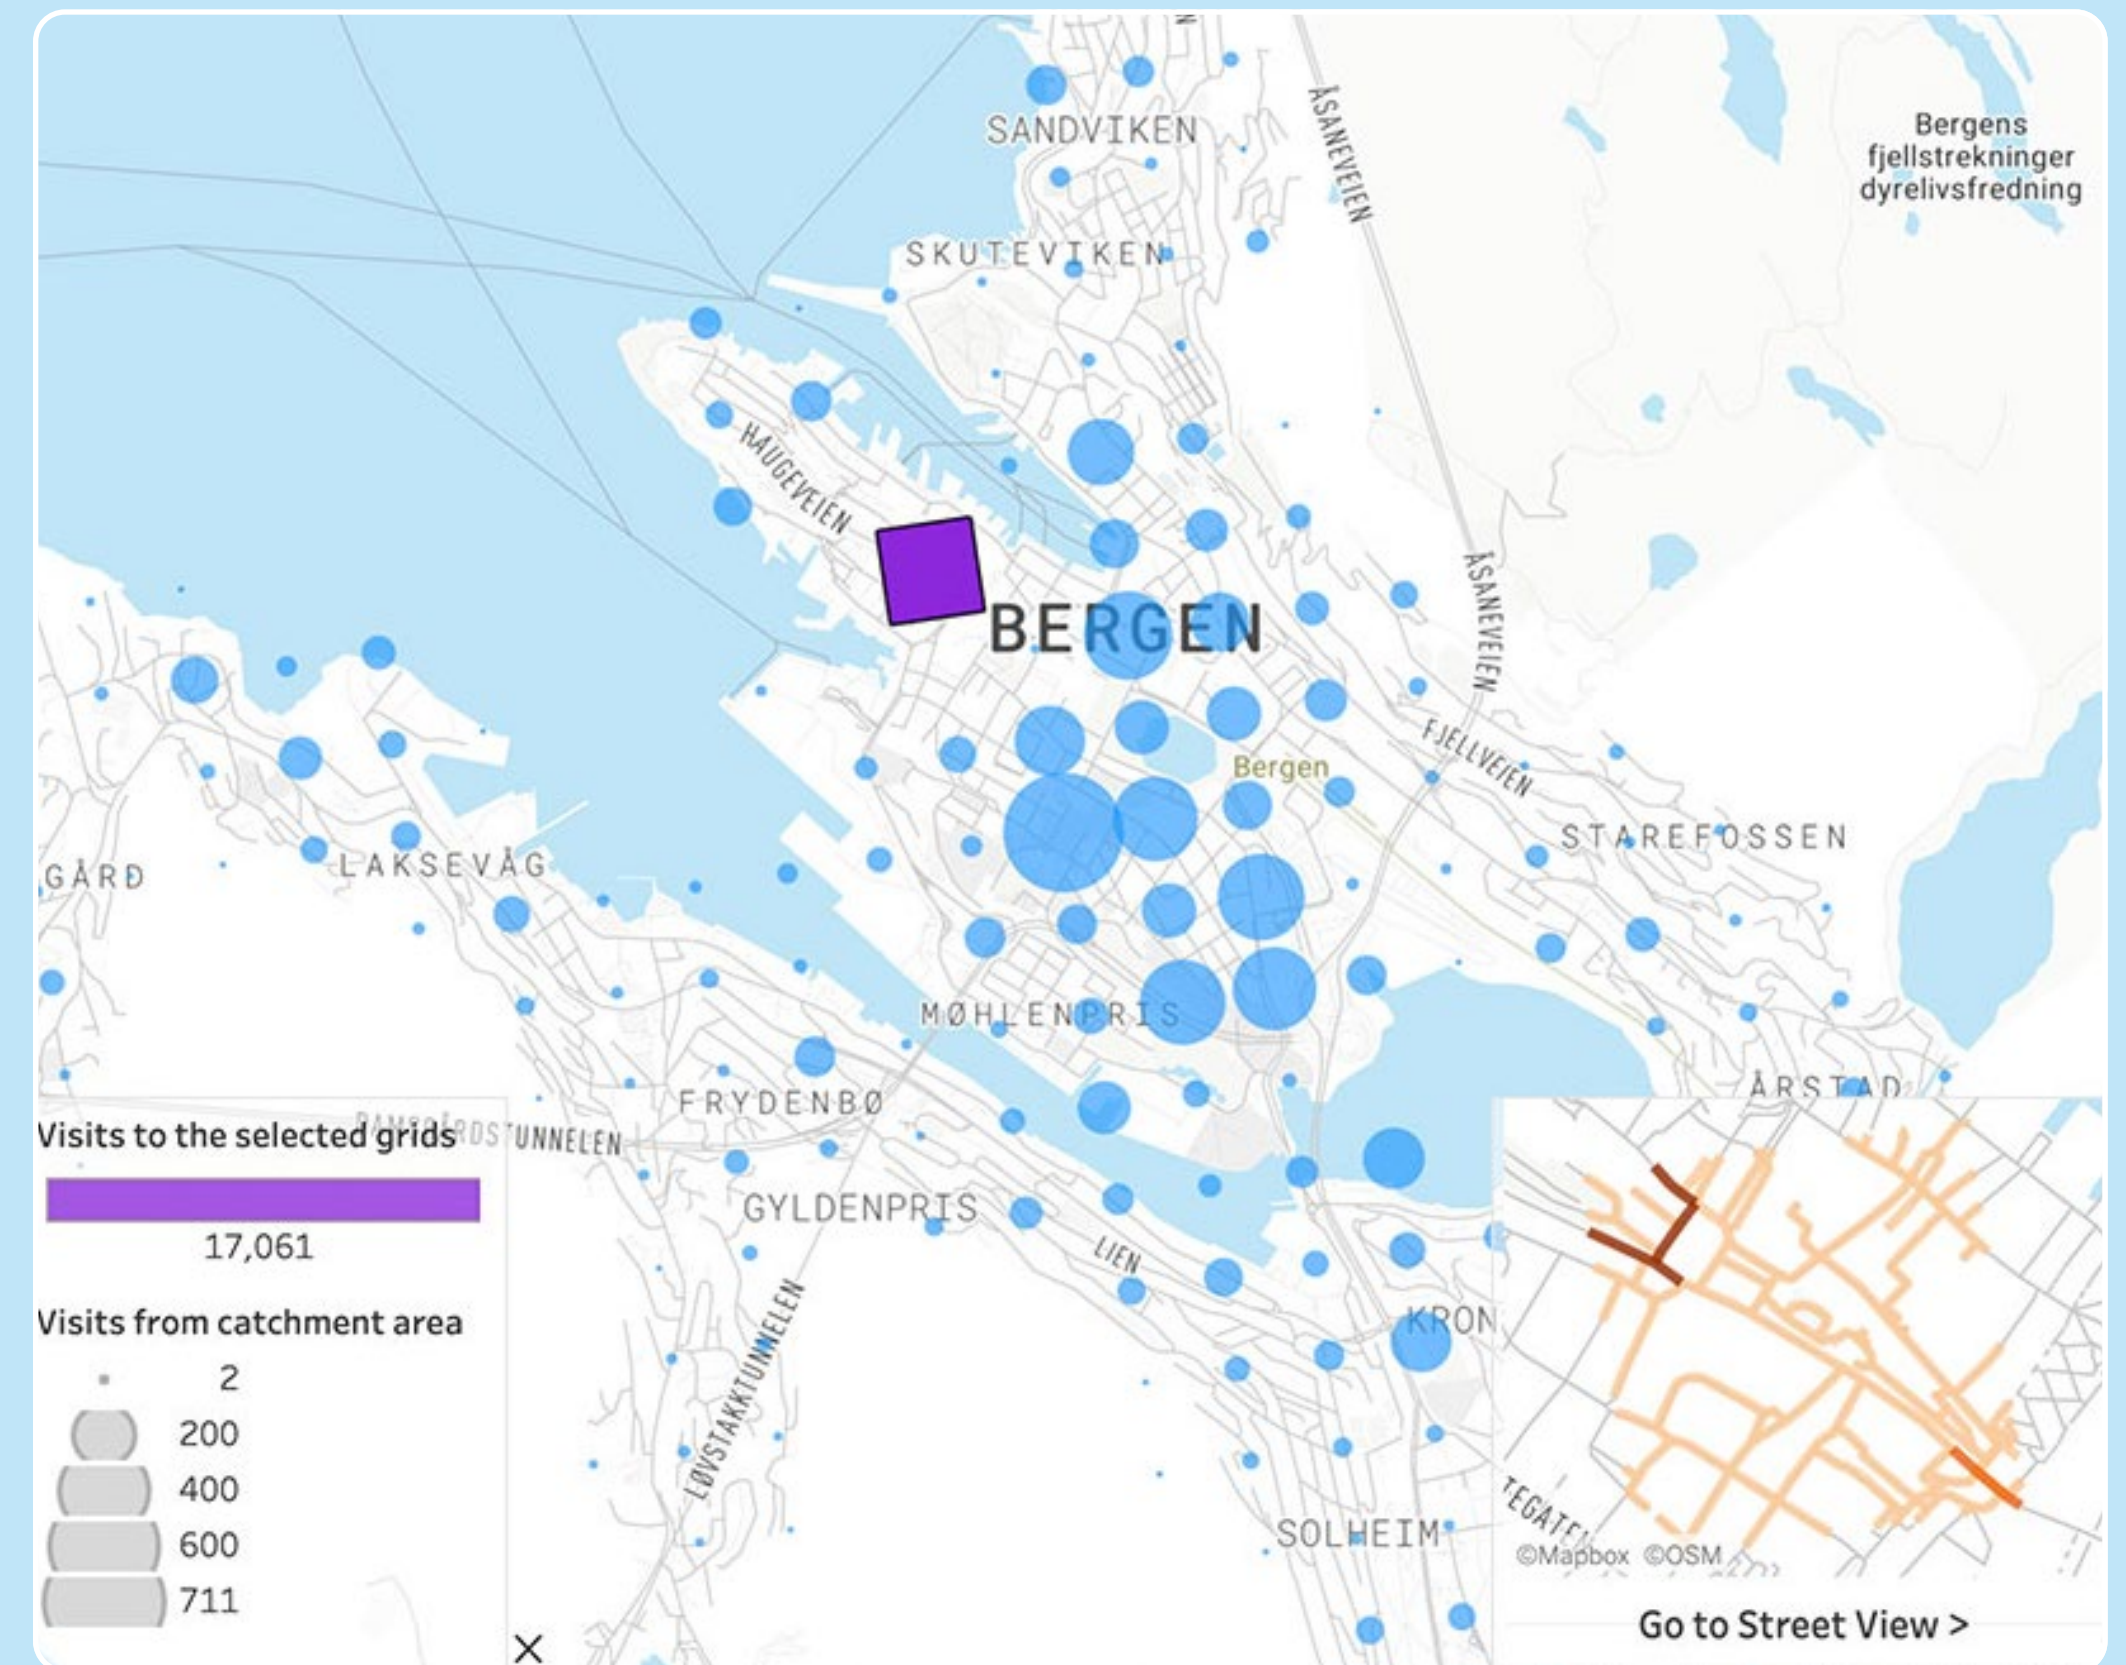 SANDVIKEN
ÅSANEVEIEN
Bergens
fjellstrekninger
dyrelivsfredning
SKUTEVIKEN
HAUGEVEIEN
BERGEN
ÅSANEVEIEN
FJELLVEIEN
Bergen
STAREFOSSEN
GÅRD
LAKSEVÅG
MØHLENPRIS
FRYDENBØ
ÅRSTAD
DAMSGÅRDSTUNNELEN
GYLDENPRIS
LIEN
LØVSTAKKTUNNELEN
KRON
SOLHEIM
Visits to the selected grids
17,061
Visits from catchment area
2
200
400
600
711
©Mapbox ©OSM
Go to Street View >